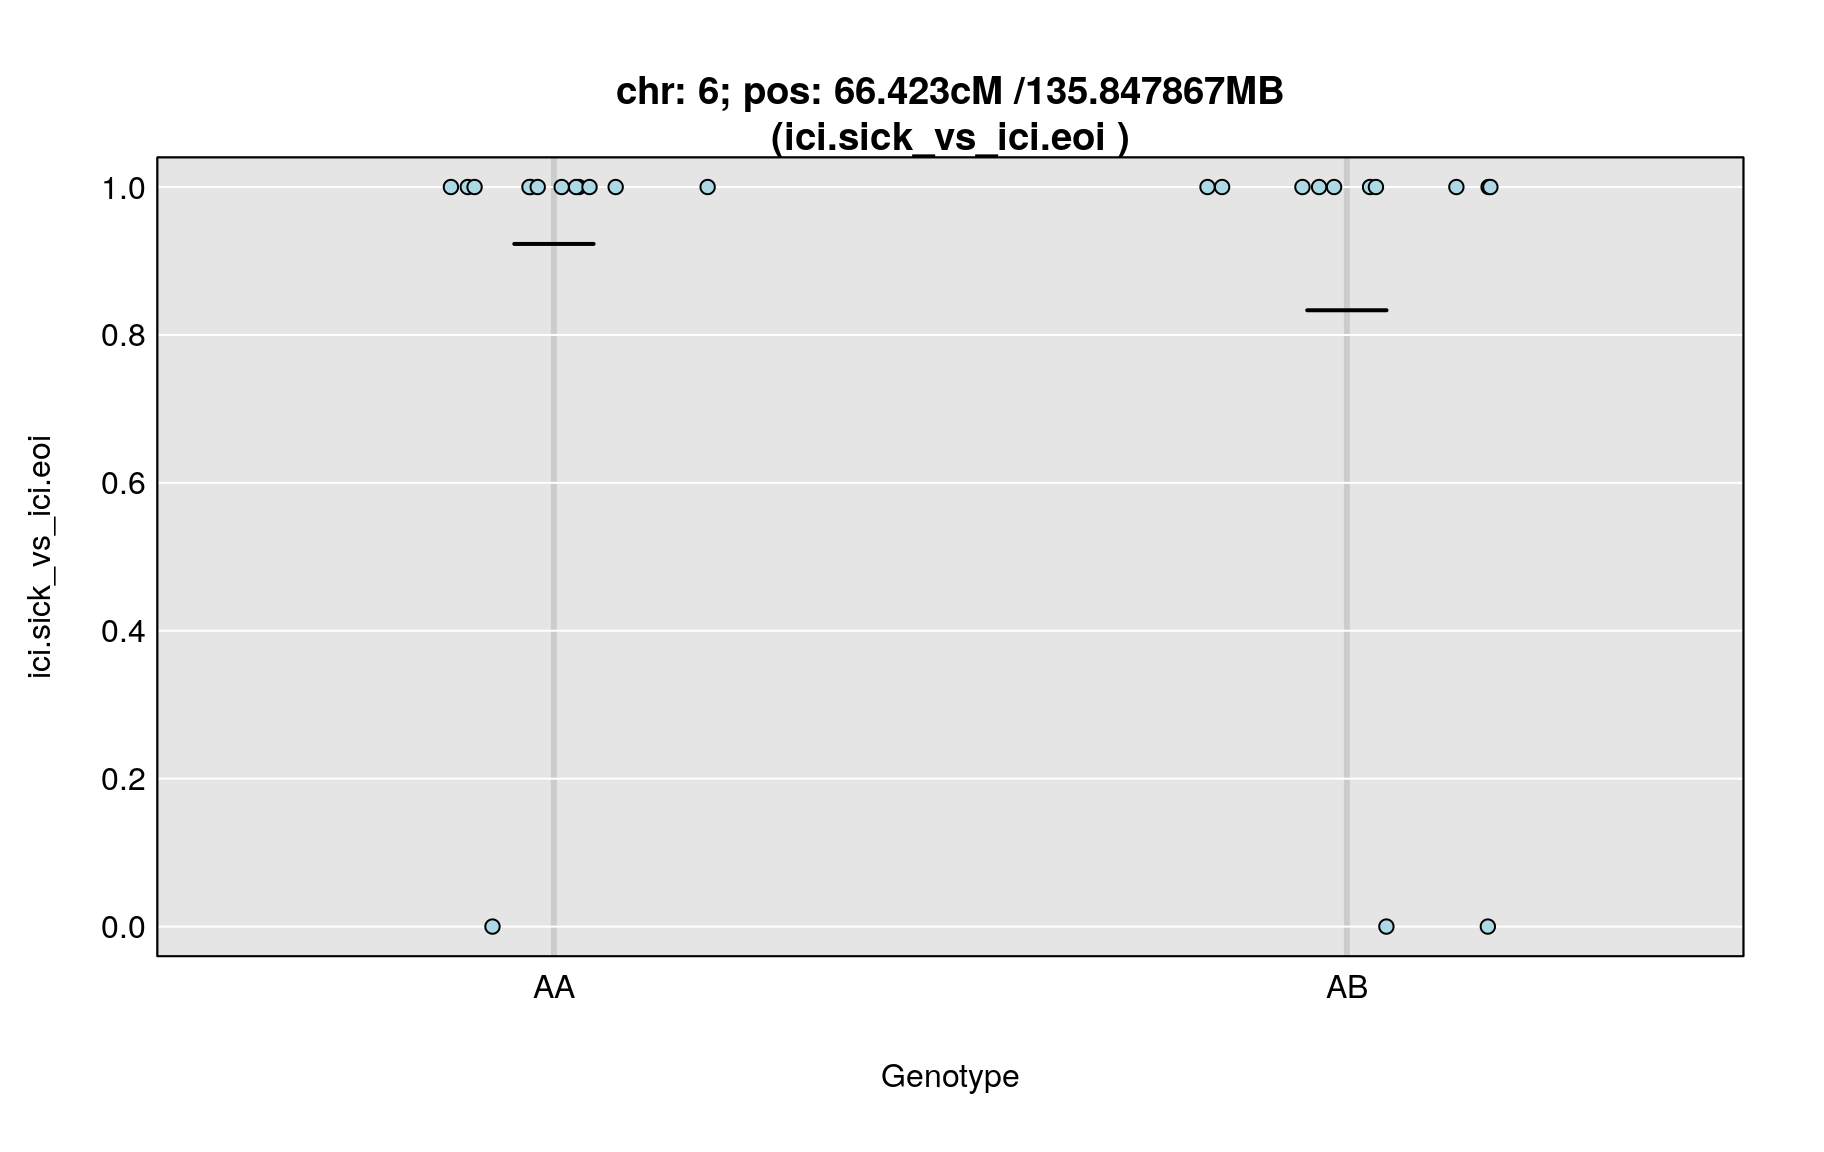 chr: 6; pos: 66.423cM /135.847867MB
(ici.sick_vs_ici.eoi )
ici.sick_vs_ici.eoi
1.0
0.8
0.6
0.4
0.2
0.0
AA
AB
Genotype